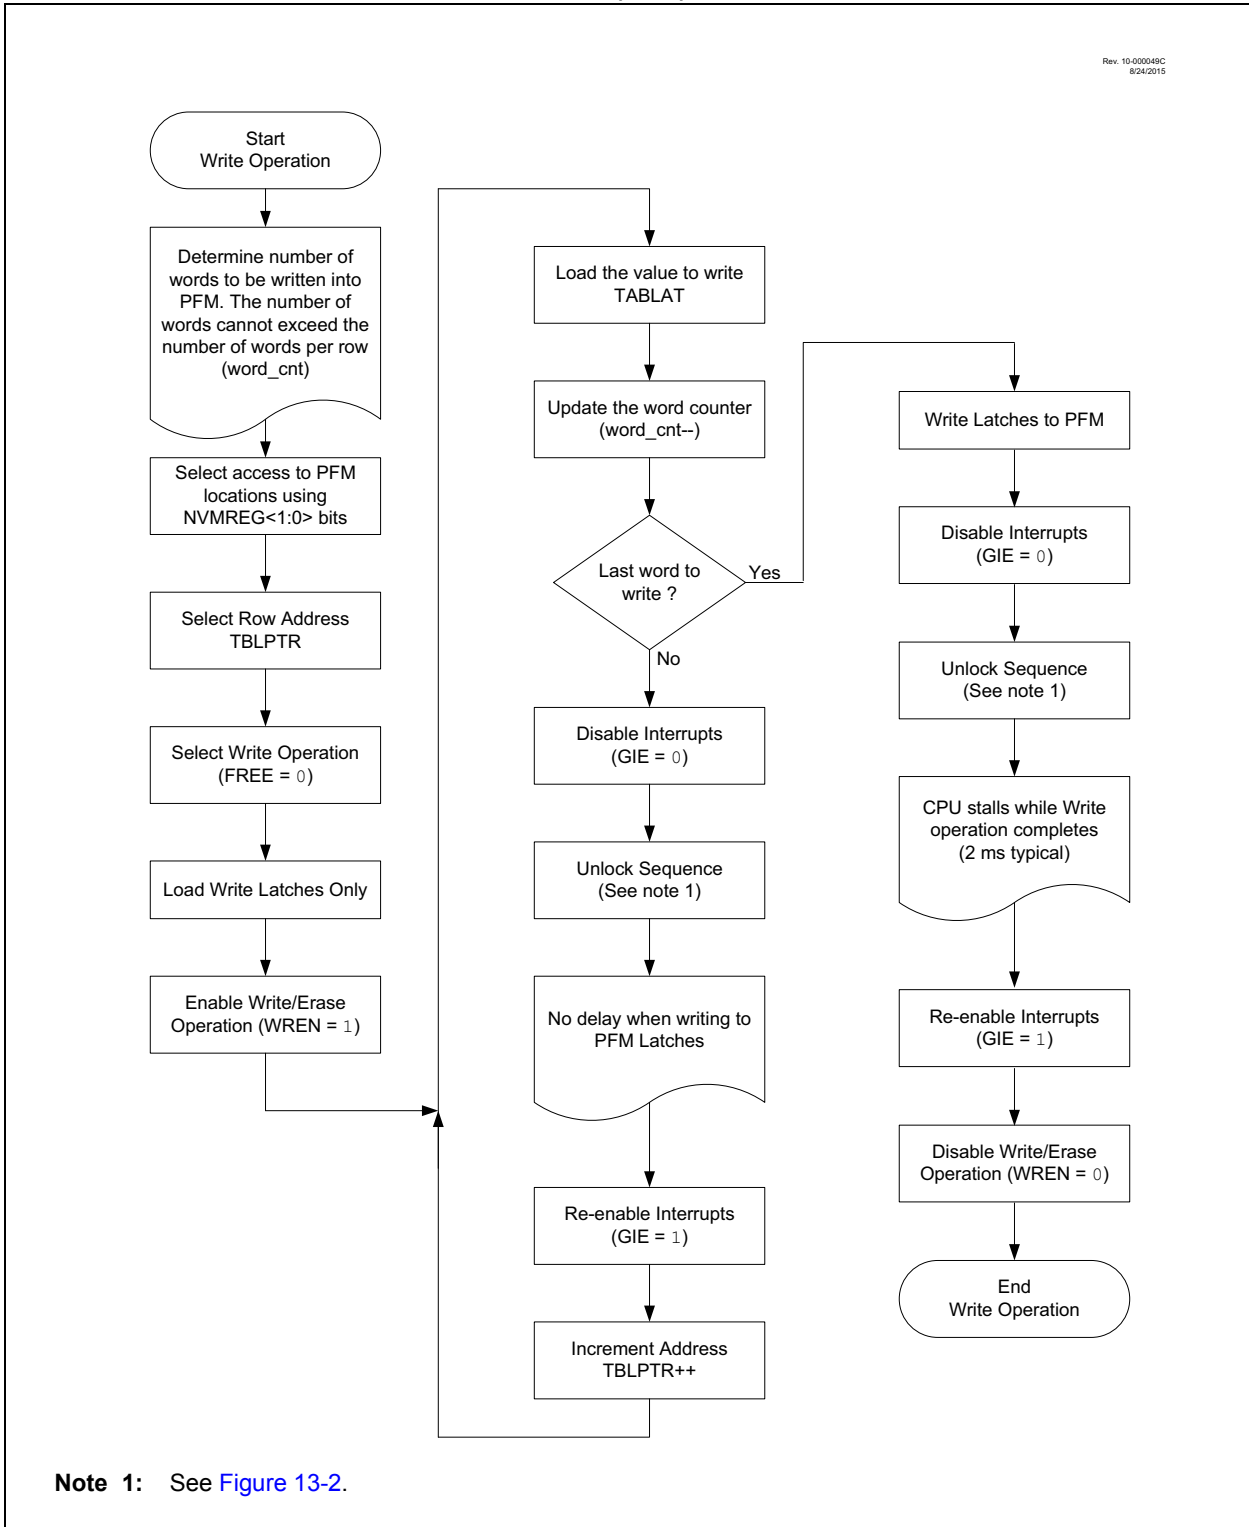 Rev. 10-000049C
8/24/2015
Start
Write Operation
Determine number of
words to be written into
PFM. The number of
words cannot exceed the
number of words per row
(word_cnt)
Select access to PFM
locations using
NVMREG<1:0> bits
Select Row Address
TBLPTR
Select Write Operation
(FREE = 0)
Load Write Latches Only
Enable Write/Erase
Operation (WREN = 1)
Load the value to write
TABLAT
Update the word counter
(word_cnt--)
Last word to
write ?
Yes
No
Disable Interrupts
(GIE = 0)
Unlock Sequence
(See note 1)
No delay when writing to
PFM Latches
Re-enable Interrupts
(GIE = 1)
Increment Address
TBLPTR++
Write Latches to PFM
Disable Interrupts
(GIE = 0)
Unlock Sequence
(See note 1)
CPU stalls while Write
operation completes
(2 ms typical)
Re-enable Interrupts
(GIE = 1)
Disable Write/Erase
Operation (WREN = 0)
End
Write Operation
Note 1: See Figure 13-2.